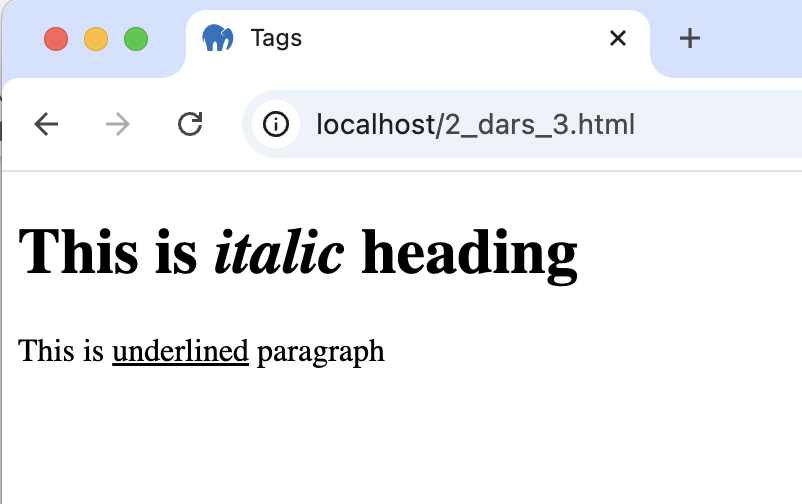 Tags
localhost/2_dars_3.html
This is italic heading
This is underlined paragraph